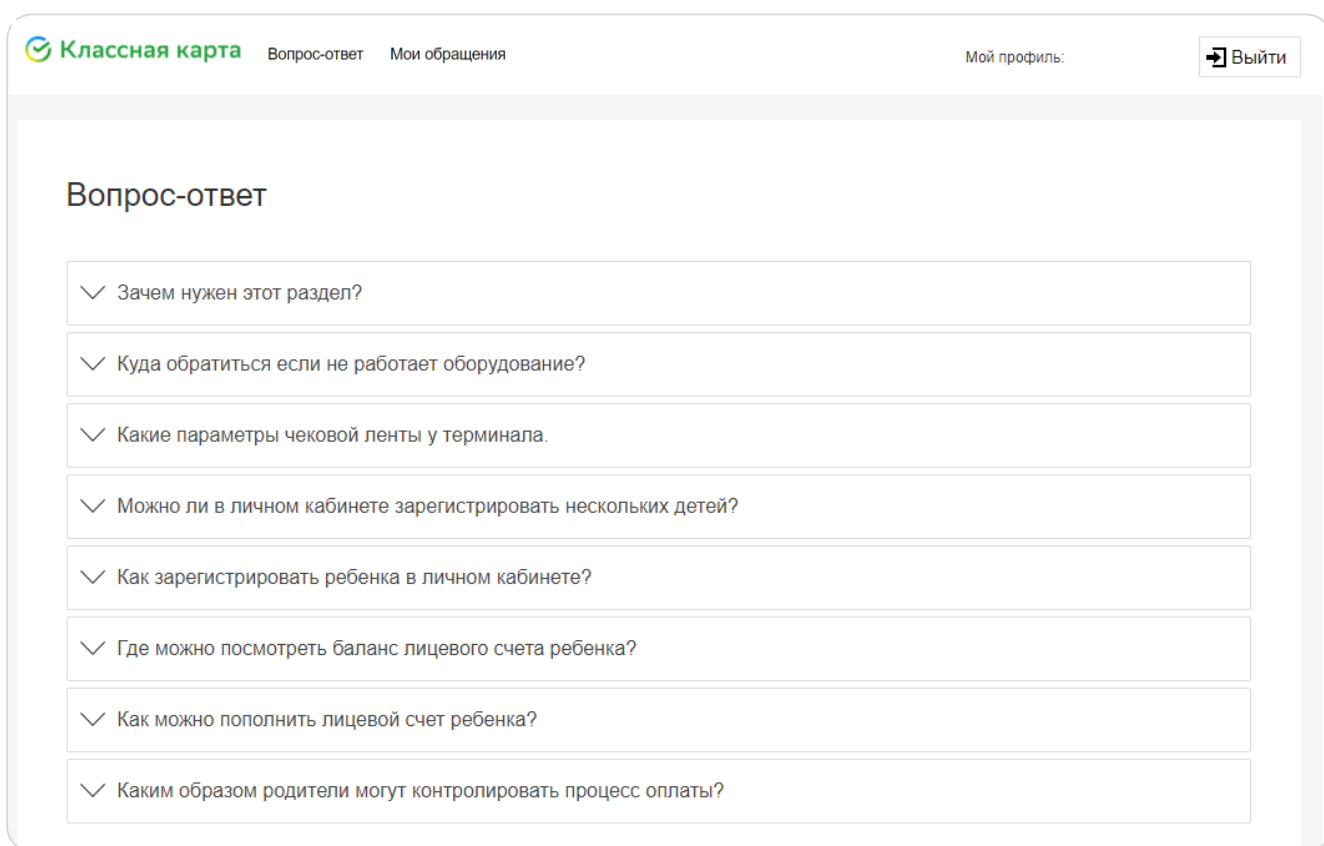 Классная карта Вопрос-ответ Мои обращения Мой профиль: Выйти
Вопрос-ответ
Зачем нужен этот раздел?
Куда обратиться если не работает оборудование?
Какие параметры чековой ленты у терминала.
Можно ли в личном кабинете зарегистрировать нескольких детей?
Как зарегистрировать ребенка в личном кабинете?
Где можно посмотреть баланс лицевого счета ребенка?
Как можно пополнить лицевой счет ребенка?
Каким образом родители могут контролировать процесс оплаты?